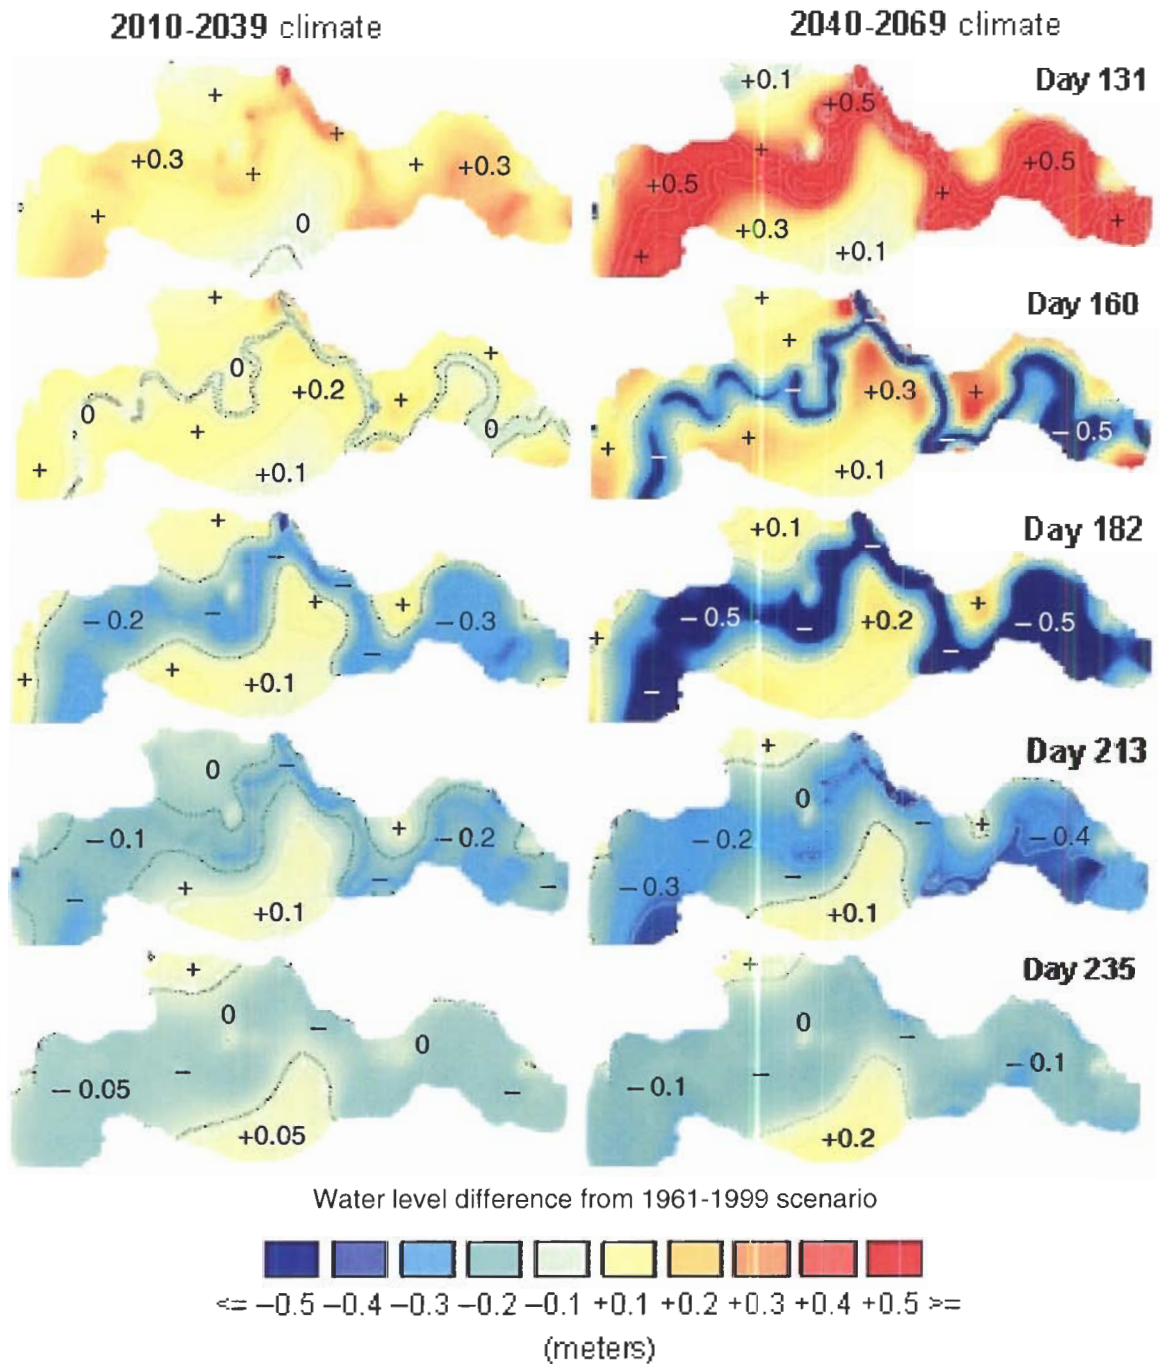 2010-2039 climate 2040-2069 climate
+0.1 Day 131
+ +0.5
+ +
+0.3 + + +0.3 +0.5 +0.5
+ 0 +0.3 + +
+ +0.1
+ + Day 160
0 + + −
0 +0.2 + − +0.3 +
+ 0 + − −0.5
+ +0.1 + − +0.1
+ +0.1 Day 182
− − −
− 0.2 − + + − 0.3 + − 0.5 − +0.2 + − 0.5
+ + +0.1 − − −
0 − + Day 213
− 0.1 + − 0.2 0 − +
+ − − − 0.2 − 0.4
− +0.1 − 0.3 − +0.1
+ + Day 235
0 − 0 0 −
− 0.05 − − − 0.1 − − 0.1
+0.05 +0.2
Water level difference from 1961-1999 scenario
<= −0.5 −0.4 −0.3 −0.2 −0.1 +0.1 +0.2 +0.3 +0.4 +0.5 >=
(meters)